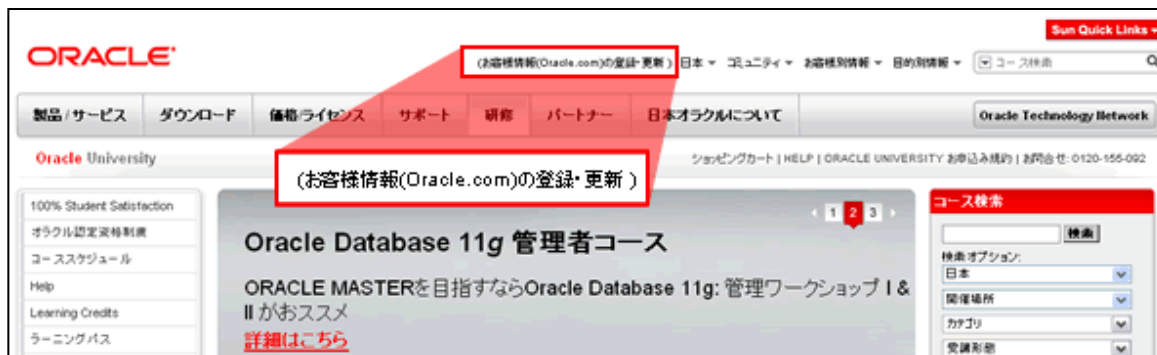 Sun Quick Links
ORACLE
(お客様情報(Oracle.com)の登録・更新 ) 日本 コミュニティ お客様別情報 目的別情報 コース検索
製品/サービス ダウンロード 価格/ライセンス サポート 研修 パートナー 日本オラクルについて Oracle Technology Network
Oracle University ショッピングカート | HELP | ORACLE UNIVERSITY お申込み規約 | お問合せ: 0120-155-092
(お客様情報(Oracle.com)の登録・更新 )
100% Student Satisfaction
オラクル認定資格制度
コーススケジュール
Help
Learning Credits
ラーニングパス
1 2 3
Oracle Database 11g 管理者コース
ORACLE MASTERを目指すならOracle Database 11g: 管理ワークショップ I &
II がおススメ
詳細はこちら
コース検索
検索
検索オプション:
日本
開催場所
カテゴリ
受講形態